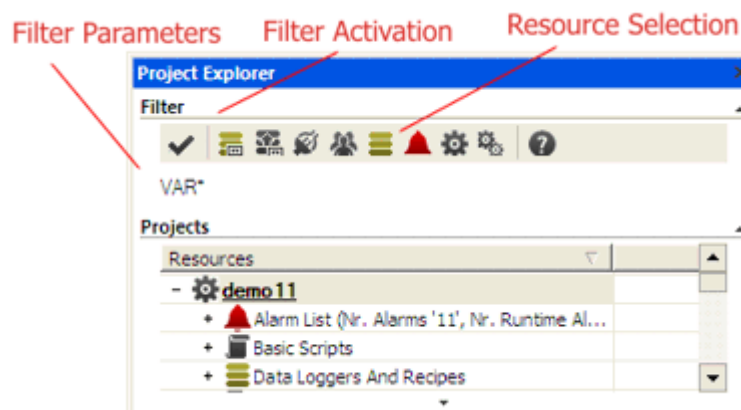 Filter Parameters Filter Activation Resource Selection
Project Explorer
Filter
VAR*
Projects
Resources
demo11
Alarm List (Nr. Alarms '11', Nr. Runtime Al...
Basic Scripts
Data Loggers And Recipes